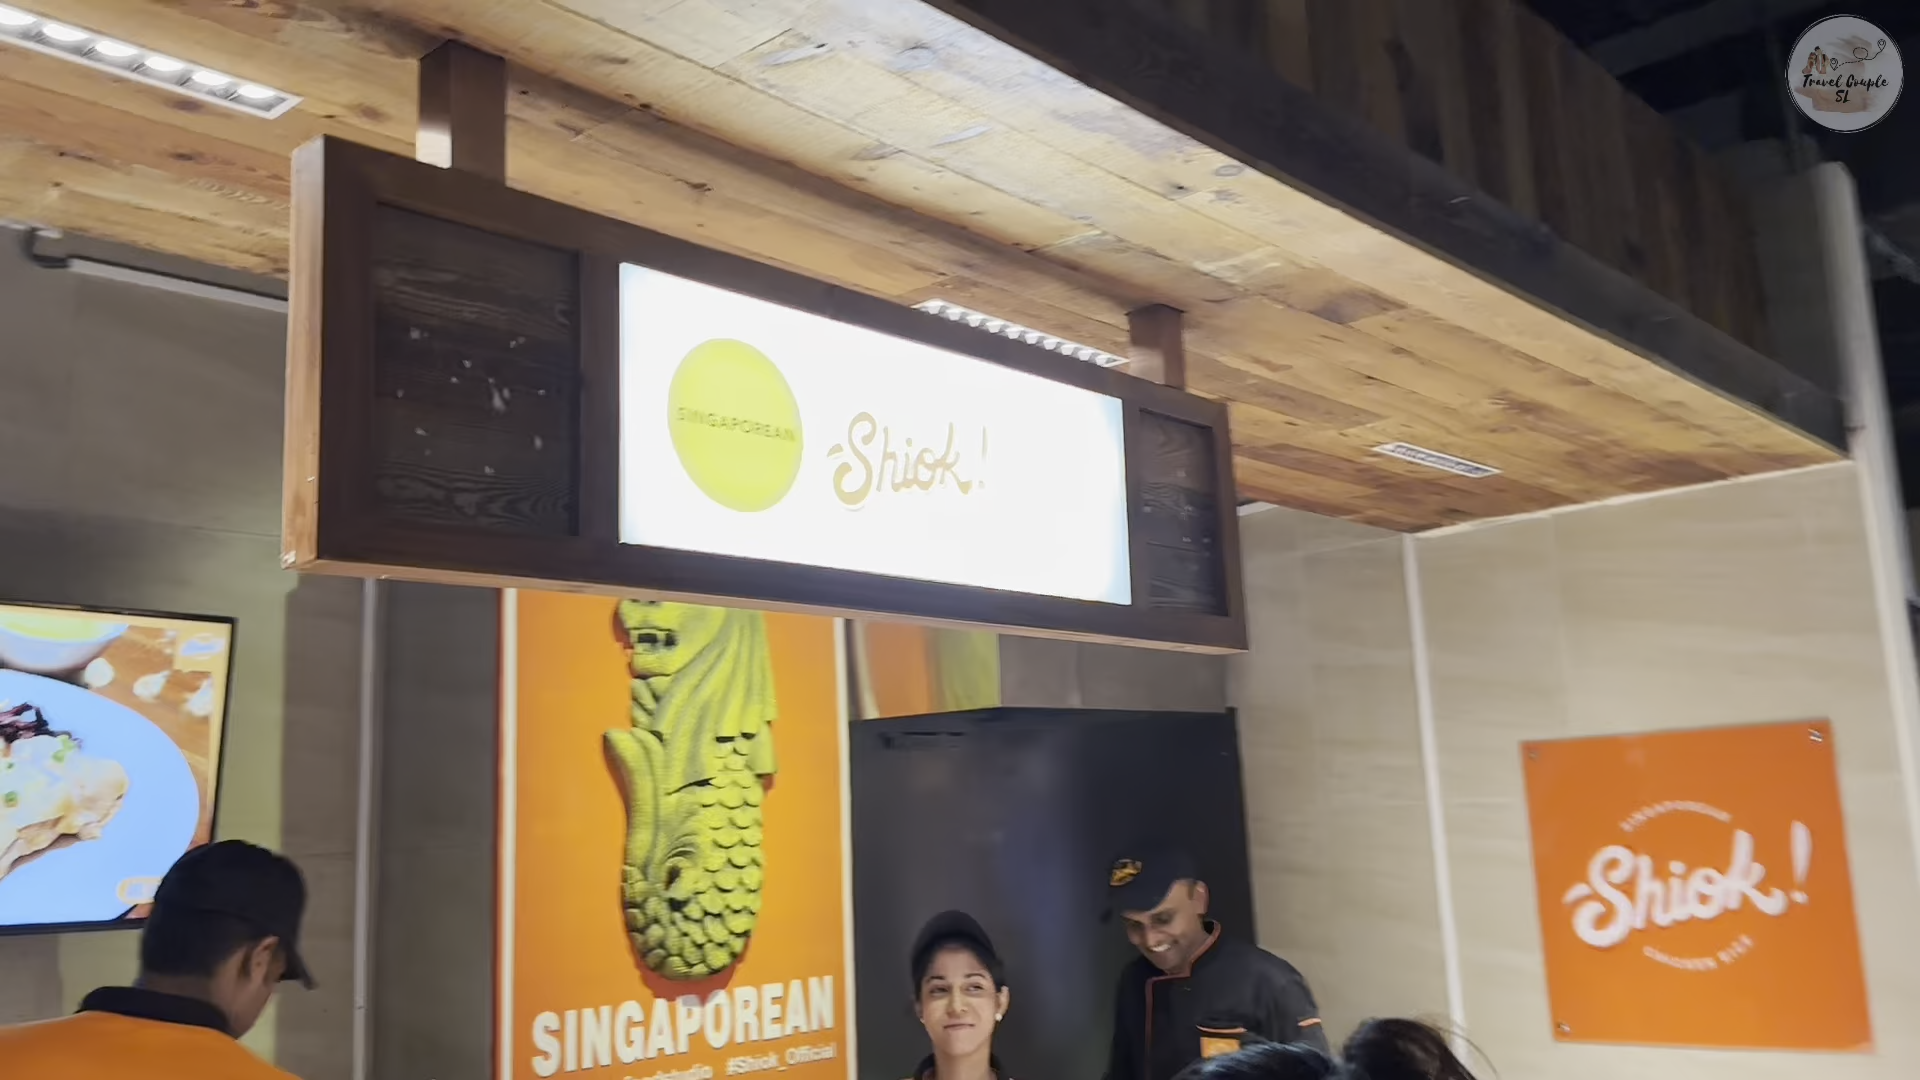 Travel Couple
SL
SINGAPOREAN
Shiok!
SINGAPOREAN
Shiok!
CHICKEN RICE
SINGAPOREAN
#Shiok_Official